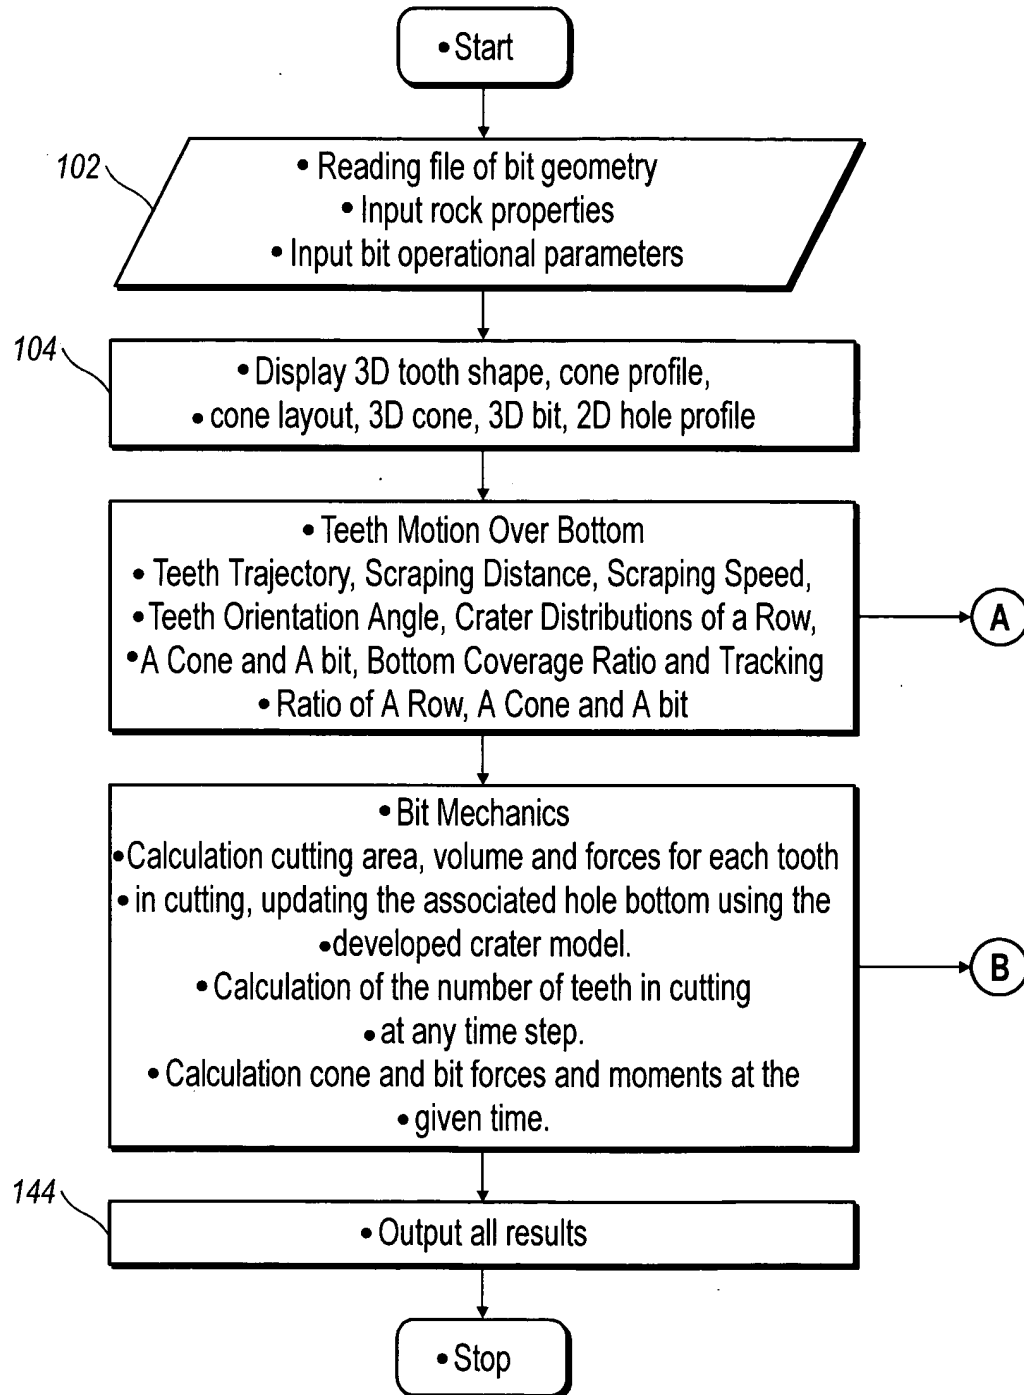 • Start
102
• Reading file of bit geometry
• Input rock properties
• Input bit operational parameters
104
• Display 3D tooth shape, cone profile,
• cone layout, 3D cone, 3D bit, 2D hole profile
• Teeth Motion Over Bottom
• Teeth Trajectory, Scraping Distance, Scraping Speed,
• Teeth Orientation Angle, Crater Distributions of a Row,
• A Cone and A bit, Bottom Coverage Ratio and Tracking
• Ratio of A Row, A Cone and A bit
A
• Bit Mechanics
• Calculation cutting area, volume and forces for each tooth
• in cutting, updating the associated hole bottom using the
• developed crater model.
• Calculation of the number of teeth in cutting
• at any time step.
• Calculation cone and bit forces and moments at the
• given time.
B
144
• Output all results
• Stop